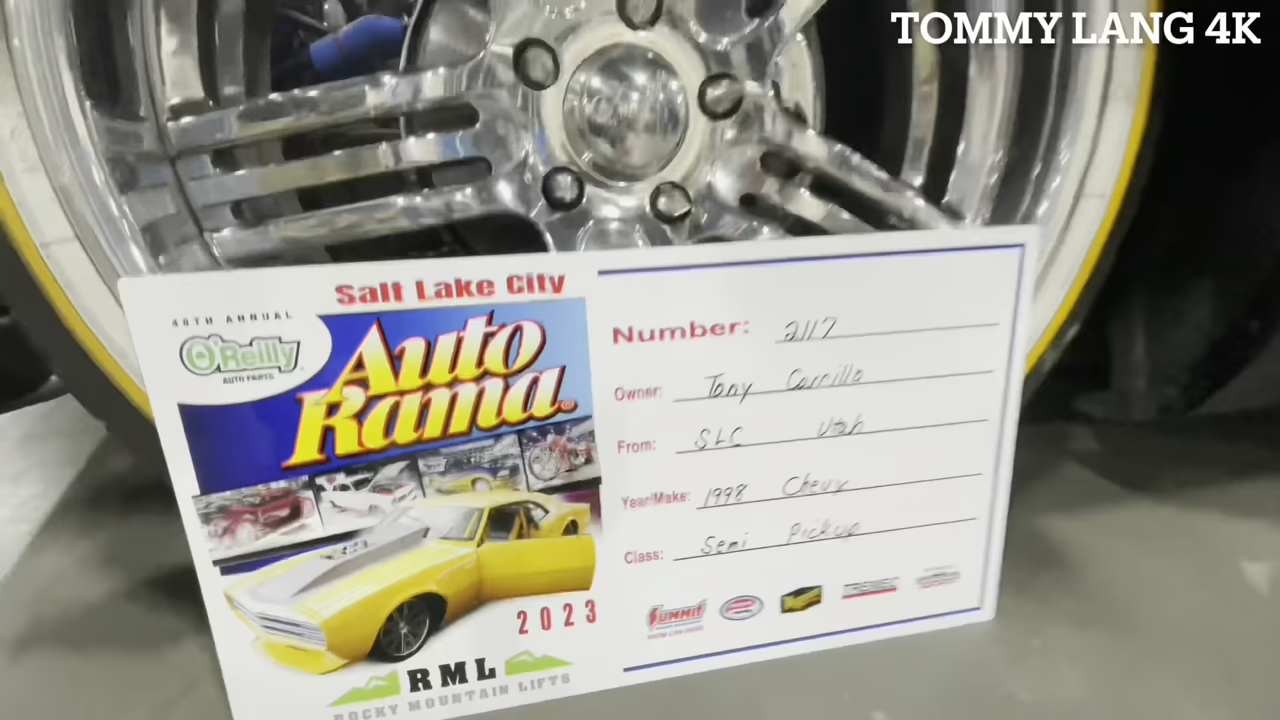 TOMMY LANG 4K
Salt Lake City
48TH ANNUAL
O'Reilly
AUTO PARTS
Auto
Rama
Number: 2117
Owner: Tony Carrillo
From: SLC Utah
Year/Make: 1998 Chevy
Class: Semi Pickup
2023
SUMMIT
TREMEC
RML
ROCKY MOUNTAIN LIFTS